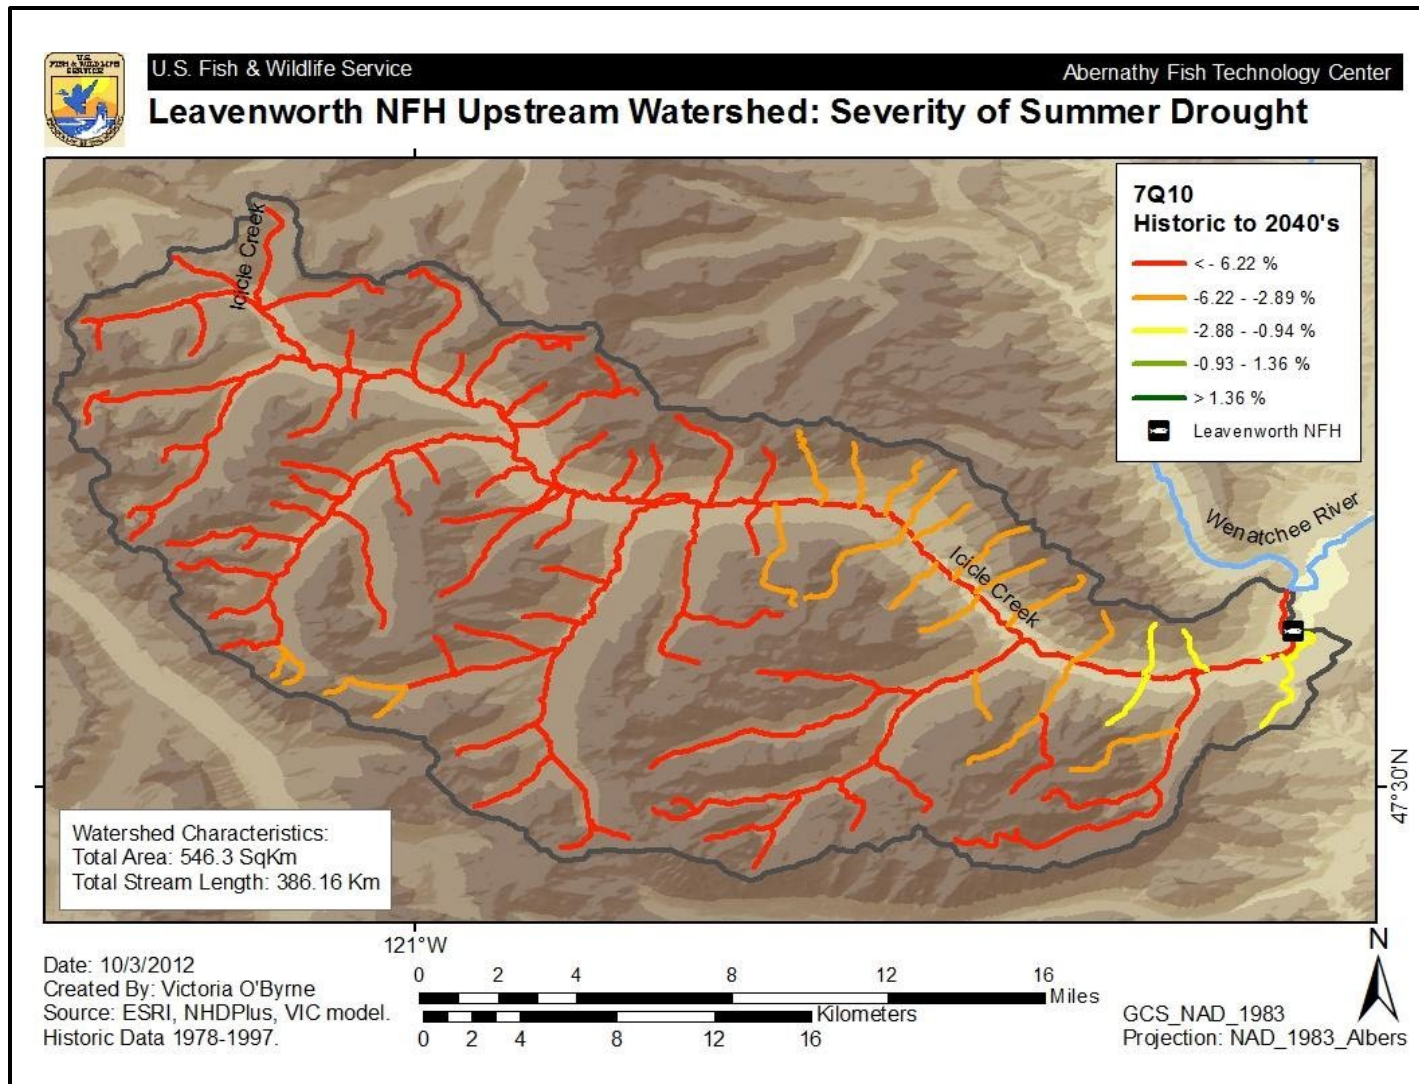 U.S.
FISH & WILDLIFE
SERVICE
U.S. Fish & Wildlife Service
Abernathy Fish Technology Center
Leavenworth NFH Upstream Watershed: Severity of Summer Drought
7Q10
Historic to 2040's
< - 6.22 %
-6.22 - -2.89 %
-2.88 - -0.94 %
-0.93 - 1.36 %
> 1.36 %
Leavenworth NFH
Icicle Creek
Wenatchee River
Icicle Creek
47°30'N
Watershed Characteristics:
Total Area: 546.3 SqKm
Total Stream Length: 386.16 Km
121°W
N
Date: 10/3/2012
Created By: Victoria O'Byrne
Source: ESRI, NHDPlus, VIC model.
Historic Data 1978-1997.
0 2 4 8 12 16
Miles
Kilometers
0 2 4 8 12 16
GCS_NAD_1983
Projection: NAD_1983_Albers